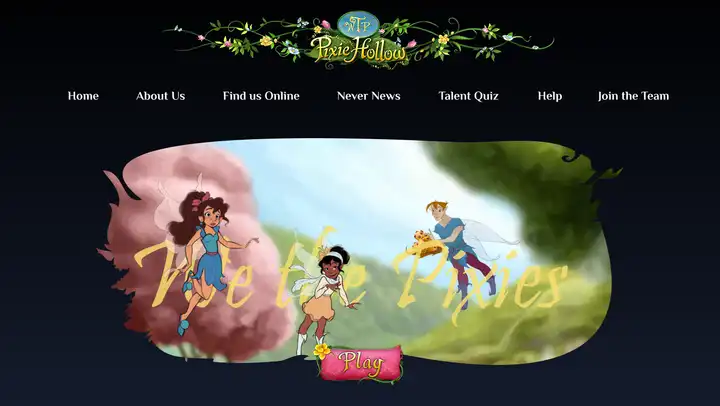 WTP
Pixie Hollow
Home
About Us
Find us Online
Never News
Talent Quiz
Help
Join the Team
We the Pixies
Play